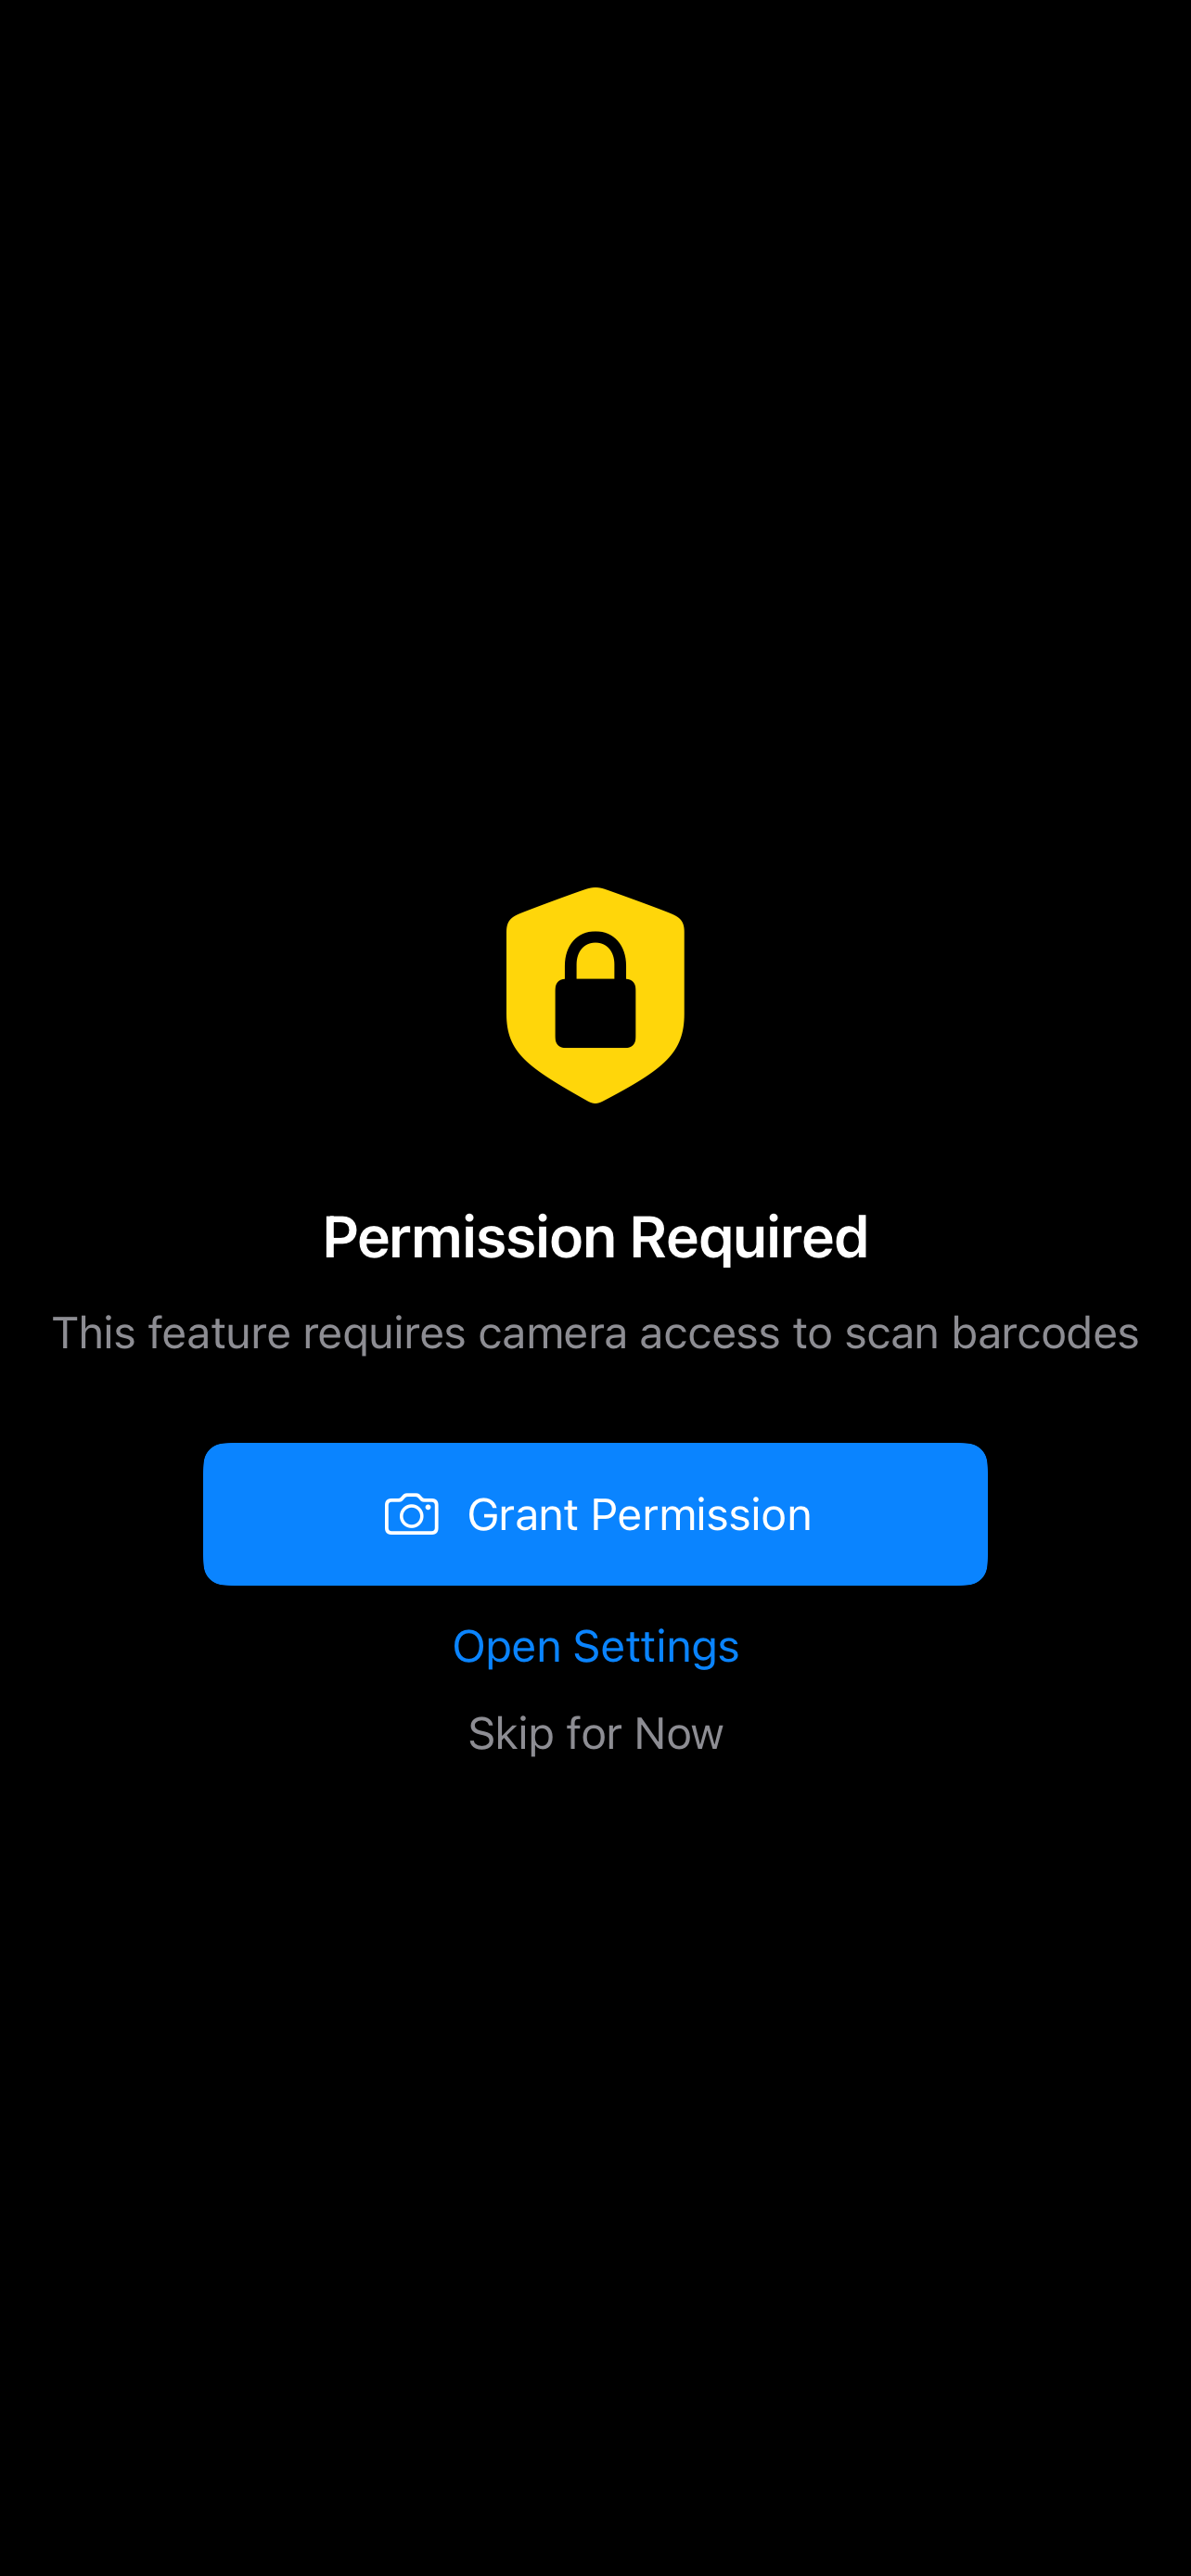 Permission Required
This feature requires camera access to scan barcodes
Grant Permission
Open Settings
Skip for Now